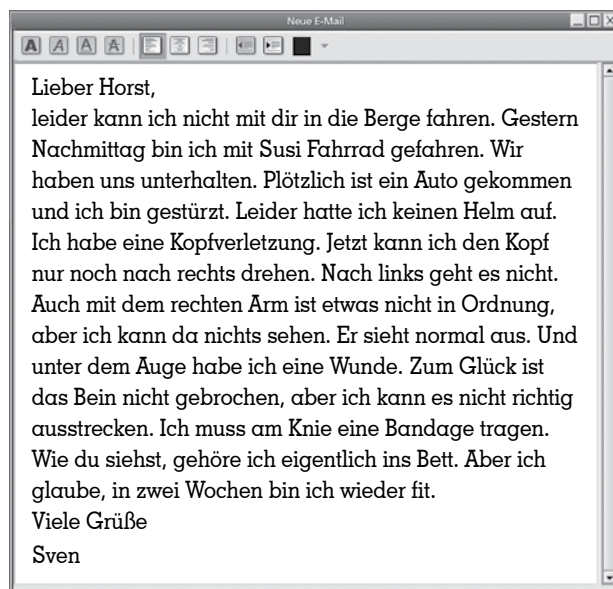 Neue E-Mail
A A A A
Lieber Horst,
leider kann ich nicht mit dir in die Berge fahren. Gestern
Nachmittag bin ich mit Susi Fahrrad gefahren. Wir
haben uns unterhalten. Plötzlich ist ein Auto gekommen
und ich bin gestürzt. Leider hatte ich keinen Helm auf.
Ich habe eine Kopfverletzung. Jetzt kann ich den Kopf
nur noch nach rechts drehen. Nach links geht es nicht.
Auch mit dem rechten Arm ist etwas nicht in Ordnung,
aber ich kann da nichts sehen. Er sieht normal aus. Und
unter dem Auge habe ich eine Wunde. Zum Glück ist
das Bein nicht gebrochen, aber ich kann es nicht richtig
ausstrecken. Ich muss am Knie eine Bandage tragen.
Wie du siehst, gehöre ich eigentlich ins Bett. Aber ich
glaube, in zwei Wochen bin ich wieder fit.
Viele Grüße
Sven